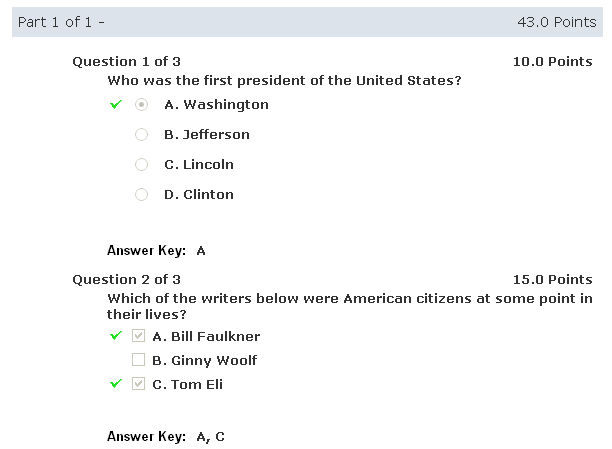 Part 1 of 1 - 43.0 Points
Question 1 of 3 10.0 Points
Who was the first president of the United States?
A. Washington
B. Jefferson
C. Lincoln
D. Clinton
Answer Key: A
Question 2 of 3 15.0 Points
Which of the writers below were American citizens at some point in
their lives?
A. Bill Faulkner
B. Ginny Woolf
C. Tom Eli
Answer Key: A, C